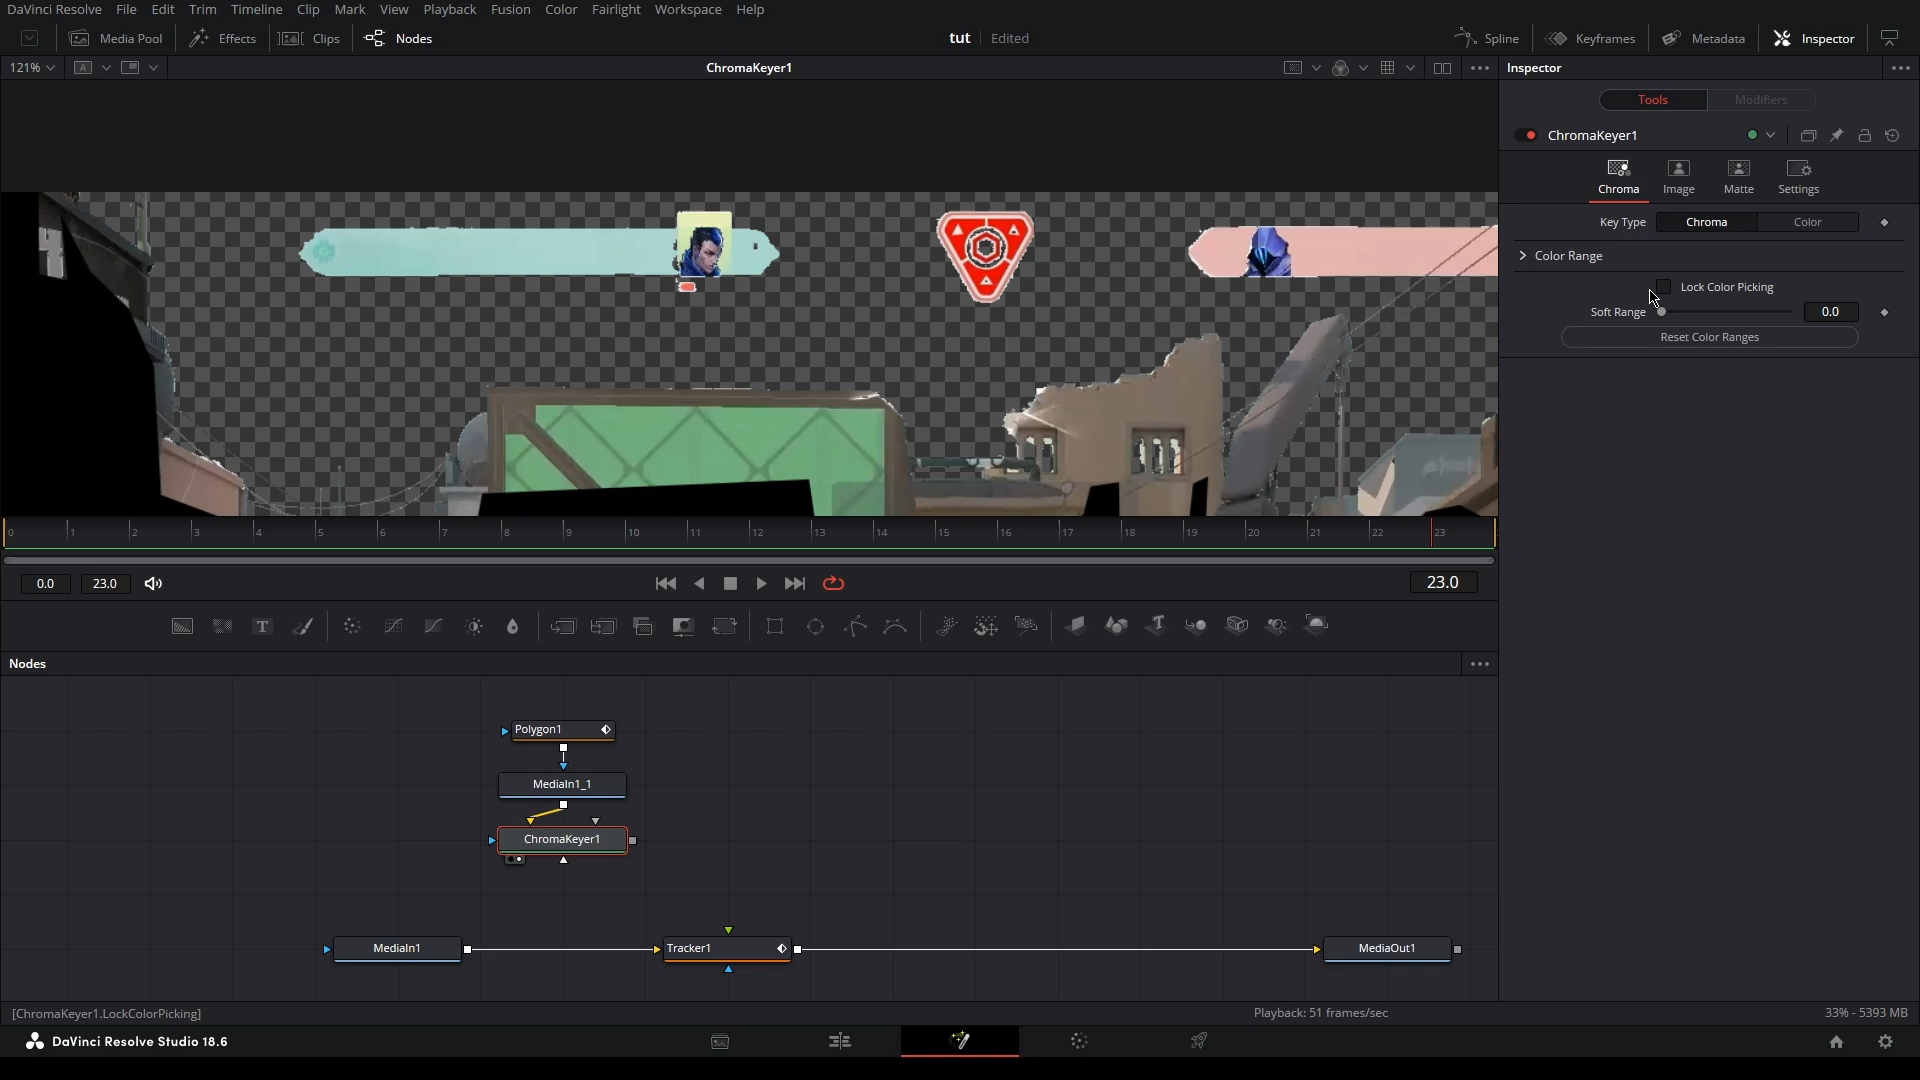 DaVinci Resolve File Edit Trim Timeline Clip Mark View Playback Fusion Color Fairlight Workspace Help
Media Pool Effects Clips Nodes tut Edited Spline Keyframes Metadata Inspector
121% A ChromaKeyer1 Inspector
Tools Modifiers
ChromaKeyer1
Chroma Image Matte Settings
Key Type Chroma Color
Color Range
Lock Color Picking
Soft Range 0.0
Reset Color Ranges
0 1 2 3 4 5 6 7 8 9 10 11 12 13 14 15 16 17 18 19 20 21 22 23
0.0 23.0 23.0
T T
Nodes
Polygon1
MediaIn1_1
ChromaKeyer1
MediaIn1 Tracker1 MediaOut1
[ChromaKeyer1.LockColorPicking] Playback: 51 frames/sec 33% - 5393 MB
DaVinci Resolve Studio 18.6